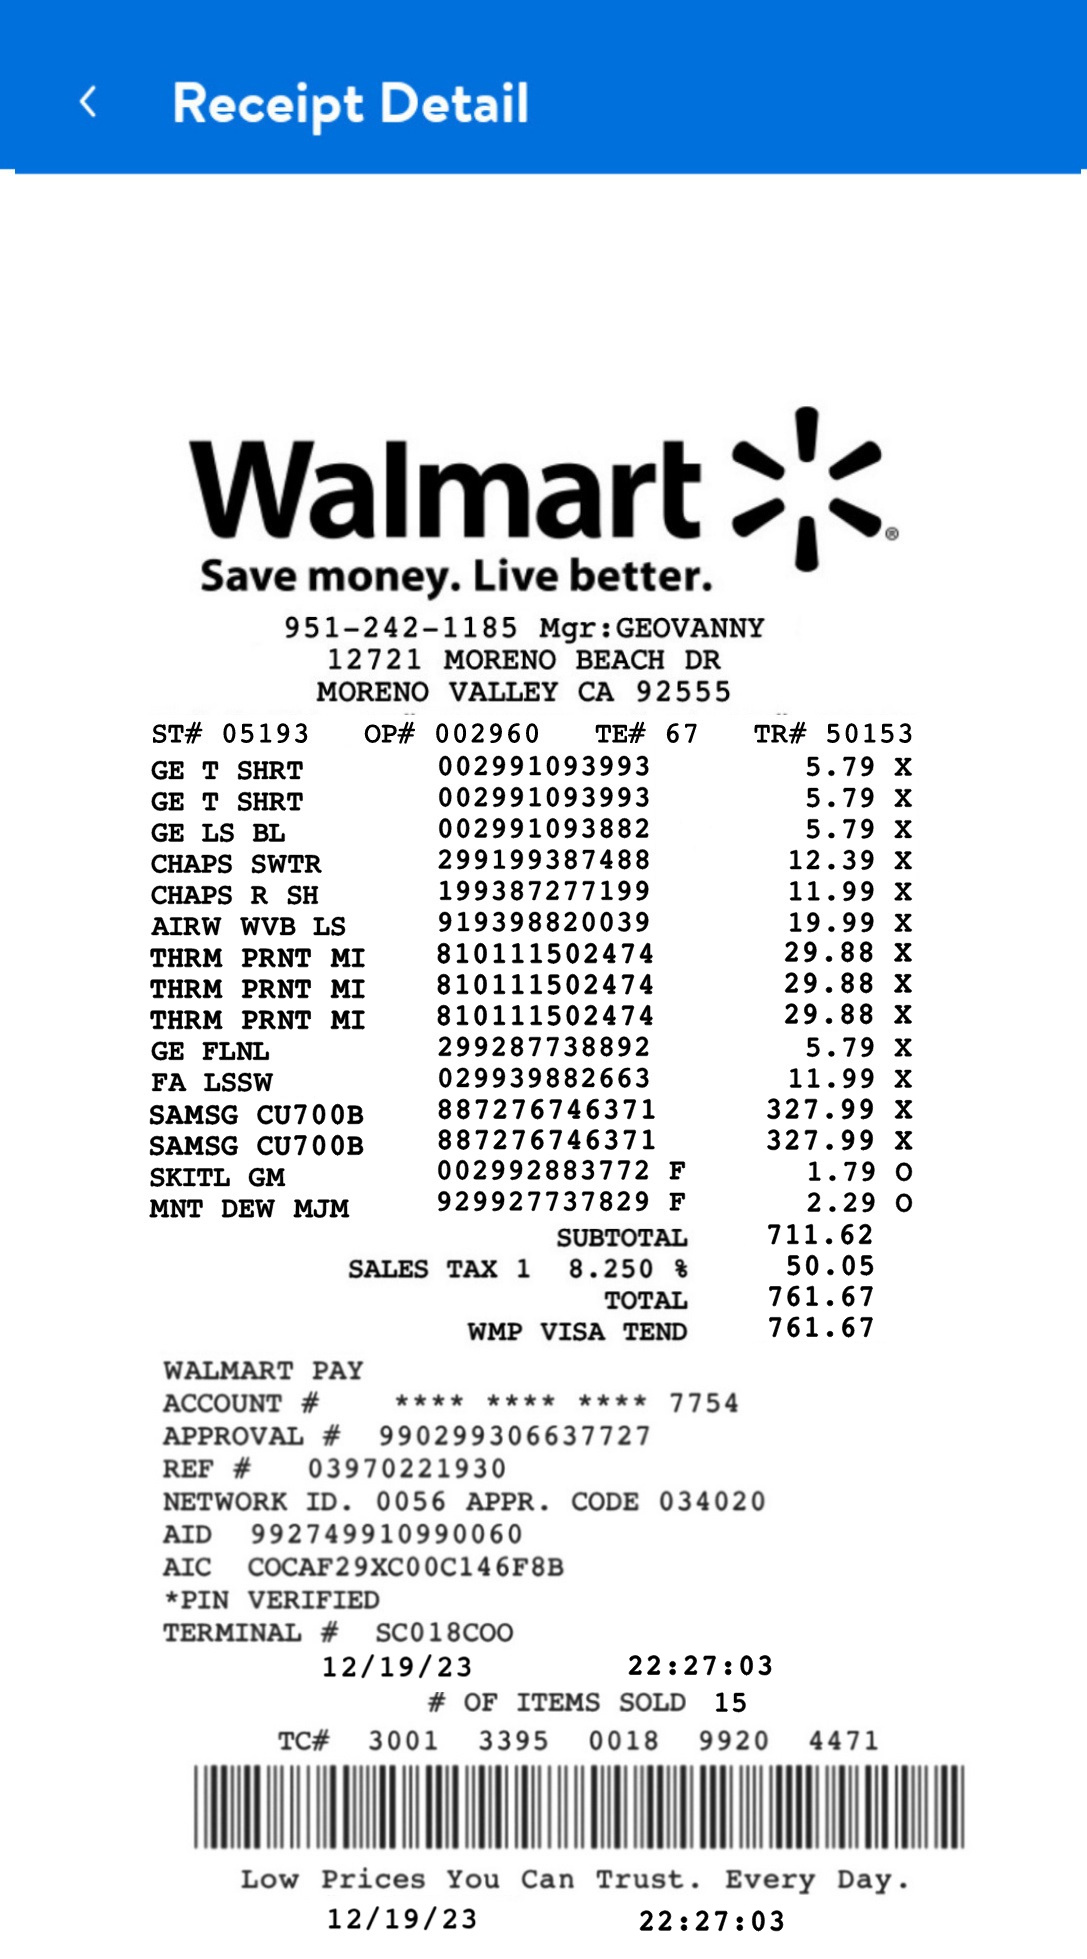 Receipt Detail
Walmart
®
Save money. Live better.
951-242-1185 Mgr:GEOVANNY
12721 MORENO BEACH DR
MORENO VALLEY CA 92555
ST# 05193 OP# 002960 TE# 67 TR# 50153
GE T SHRT 002991093993 5.79 X
GE T SHRT 002991093993 5.79 X
GE LS BL 002991093882 5.79 X
CHAPS SWTR 299199387488 12.39 X
CHAPS R SH 199387277199 11.99 X
AIRW WVB LS 919398820039 19.99 X
THRM PRNT MI 810111502474 29.88 X
THRM PRNT MI 810111502474 29.88 X
THRM PRNT MI 810111502474 29.88 X
GE FLNL 299287738892 5.79 X
FA LSSW 029939882663 11.99 X
SAMSG CU700B 887276746371 327.99 X
SAMSG CU700B 887276746371 327.99 X
SKITL GM 002992883772 F 1.79 O
MNT DEW MJM 929927737829 F 2.29 O
SUBTOTAL 711.62
SALES TAX 1 8.250 % 50.05
TOTAL 761.67
WMP VISA TEND 761.67
WALMART PAY
ACCOUNT # **** **** **** 7754
APPROVAL # 990299306637727
REF # 03970221930
NETWORK ID. 0056 APPR. CODE 034020
AID 992749910990060
AIC COCAF29XC00C146F8B
*PIN VERIFIED
TERMINAL # SC018COO
12/19/23 22:27:03
# OF ITEMS SOLD 15
TC# 3001 3395 0018 9920 4471
Low Prices You Can Trust. Every Day.
12/19/23 22:27:03